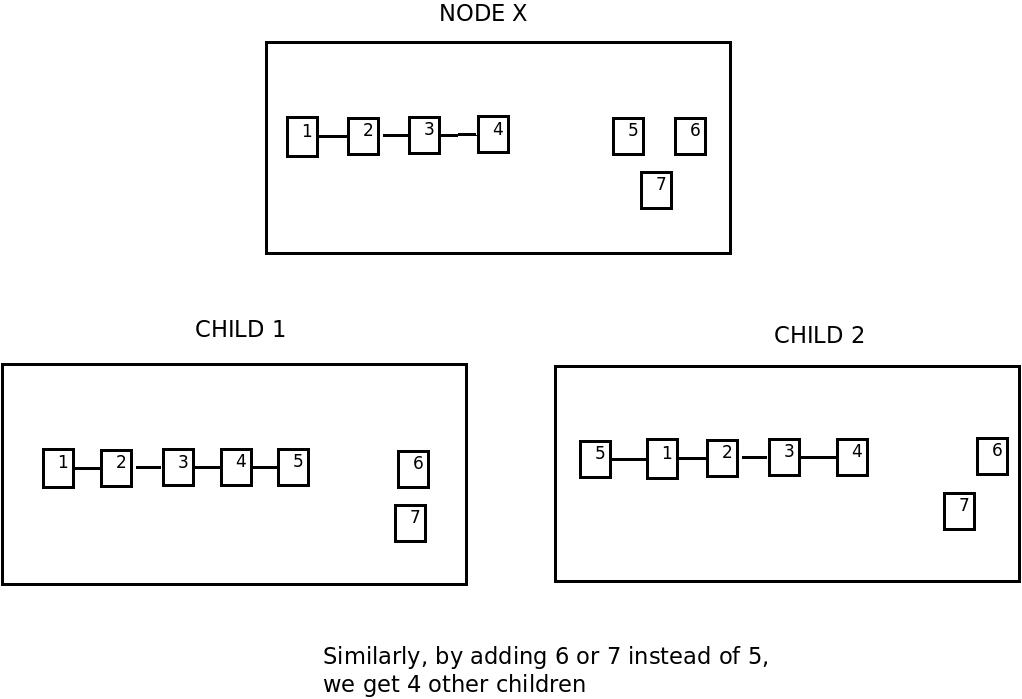 NODE X
1 2 3 4 5 6
7
CHILD 1
CHILD 2
1 2 3 4 5 6
7
5 1 2 3 4 6
7
Similarly, by adding 6 or 7 instead of 5,
we get 4 other children